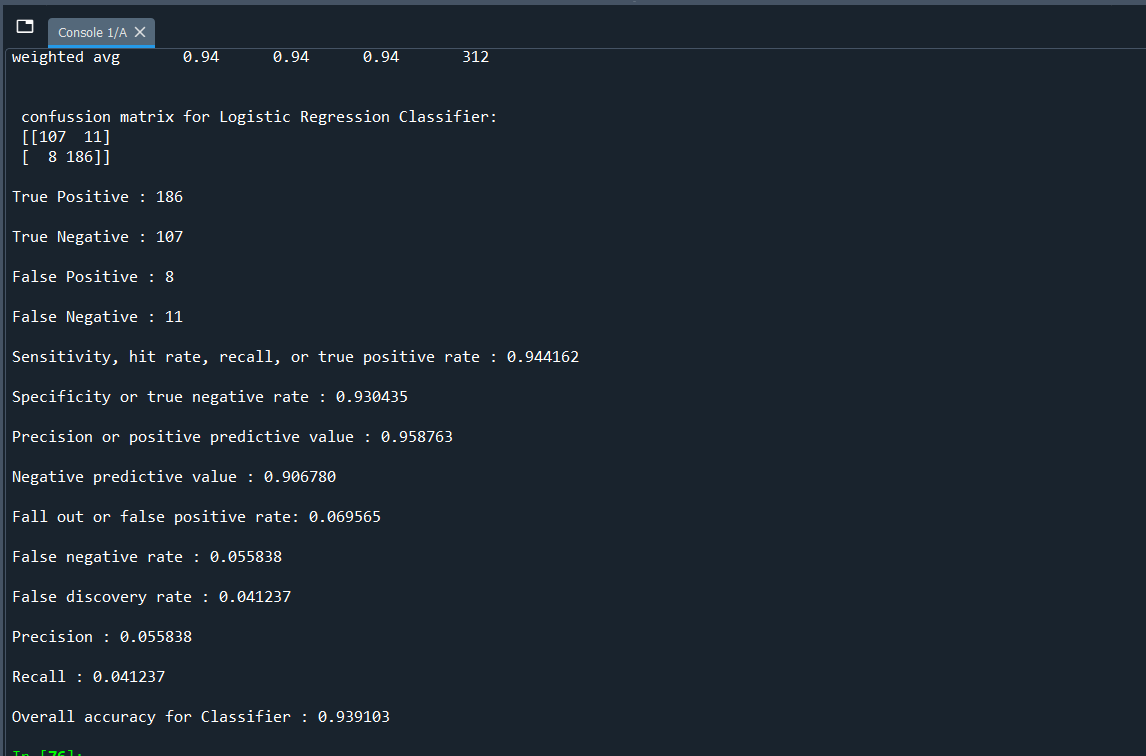 Console 1/A
weighted avg 0.94 0.94 0.94 312
confussion matrix for Logistic Regression Classifier:
[[107 11]
[ 8 186]]
True Positive : 186
True Negative : 107
False Positive : 8
False Negative : 11
Sensitivity, hit rate, recall, or true positive rate : 0.944162
Specificity or true negative rate : 0.930435
Precision or positive predictive value : 0.958763
Negative predictive value : 0.906780
Fall out or false positive rate: 0.069565
False negative rate : 0.055838
False discovery rate : 0.041237
Precision : 0.055838
Recall : 0.041237
Overall accuracy for Classifier : 0.939103
In [76]: